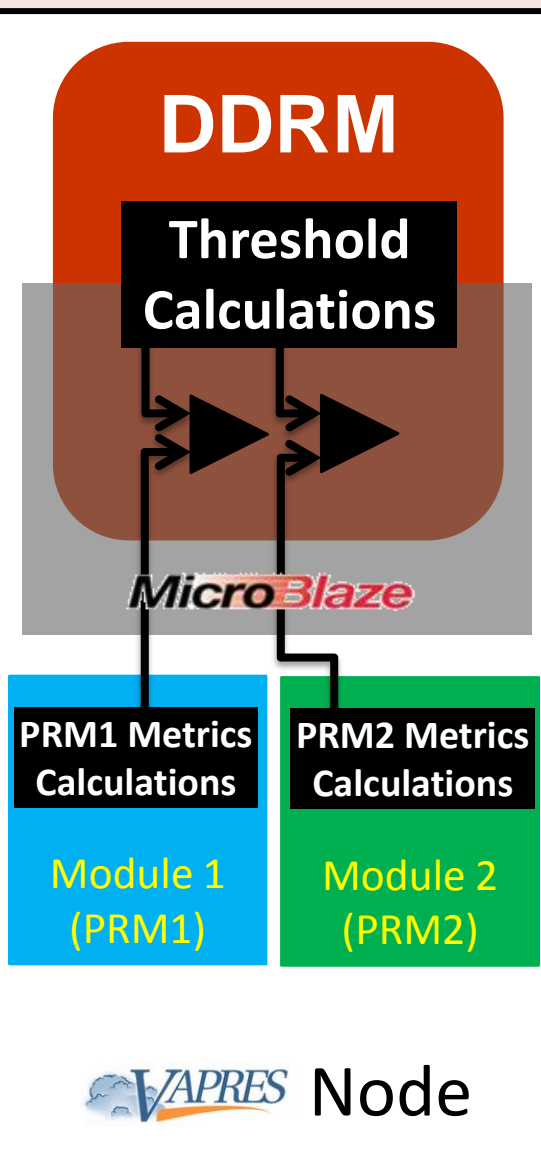 DDRM
Threshold
Calculations
MicroBlaze
PRM1 Metrics
Calculations
Module 1
(PRM1)
PRM2 Metrics
Calculations
Module 2
(PRM2)
VAPRES Node